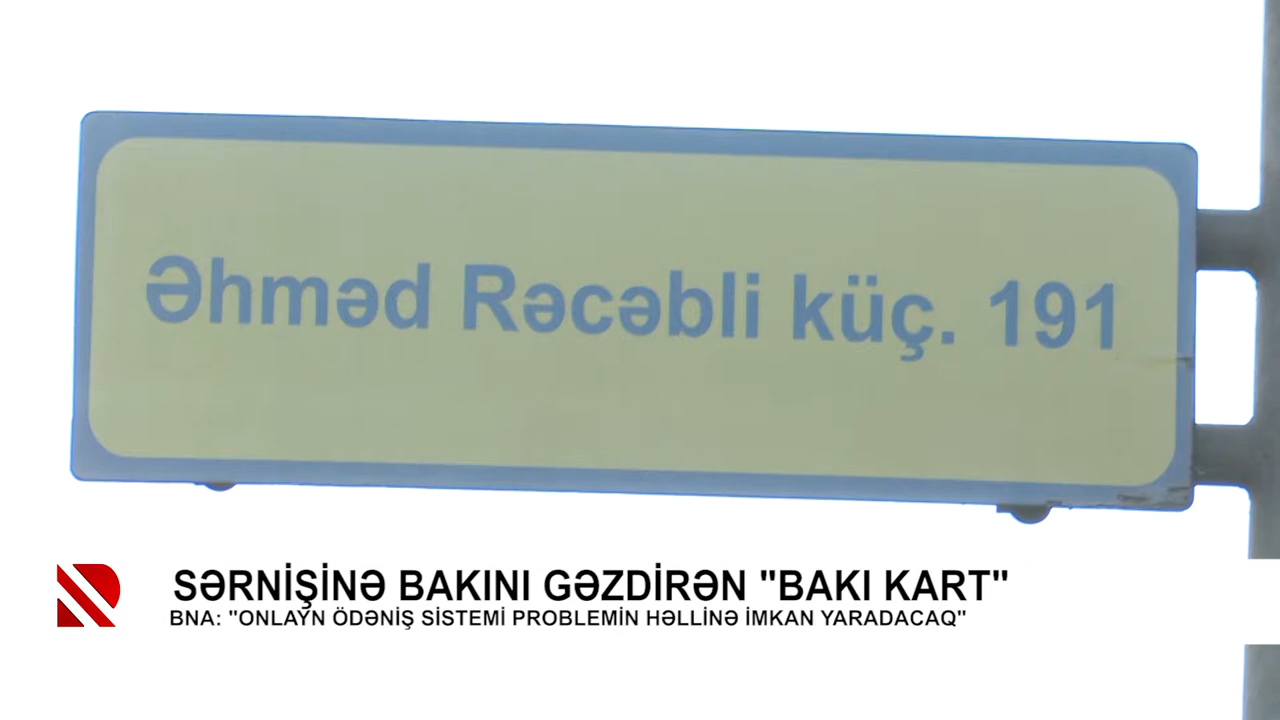 Əhməd Rəcəbli küç. 191
SƏRNİŞİNƏ BAKINI GƏZDİRƏN "BAKI KART"
BNA: "ONLAYN ÖDƏNİŞ SİSTEMİ PROBLEMİN HƏLLİNƏ İMKAN YARADACAQ"